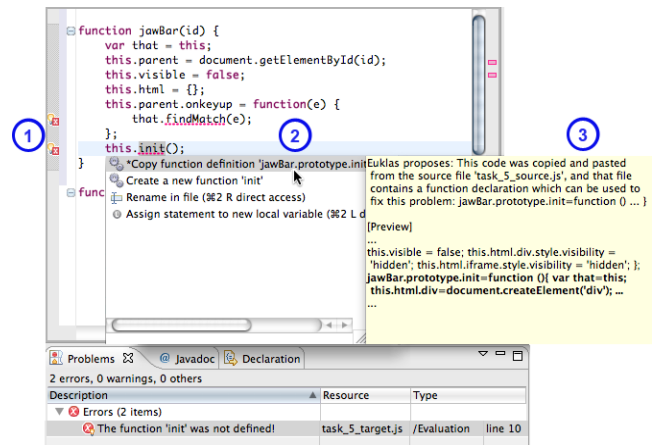 function jawBar(id) {
var that = this;
this.parent = document.getElementById(id);
this.visible = false;
this.html = {};
this.parent.onkeyup = function(e) {
that.findMatch(e);
};
this.init();
}
func
1
2
3
*Copy function definition 'jawBar.prototype.init
Create a new function 'init'
Rename in file (⌘2 R direct access)
Assign statement to new local variable (⌘2 L d
Euklas proposes: This code was copied and pasted
from the source file 'task_5_source.js', and that file
contains a function declaration which can be used to
fix this problem: jawBar.prototype.init=function () ... }
[Preview]
...
this.visible = false; this.html.div.style.visibility =
'hidden'; this.html.iframe.style.visibility = 'hidden'; };
jawBar.prototype.init=function (){ var that=this;
this.html.div=document.createElement('div'); ...
...
Problems
@ Javadoc
Declaration
2 errors, 0 warnings, 0 others
Description Resource Type
Errors (2 items)
The function 'init' was not defined! task_5_target.js /Evaluation line 10